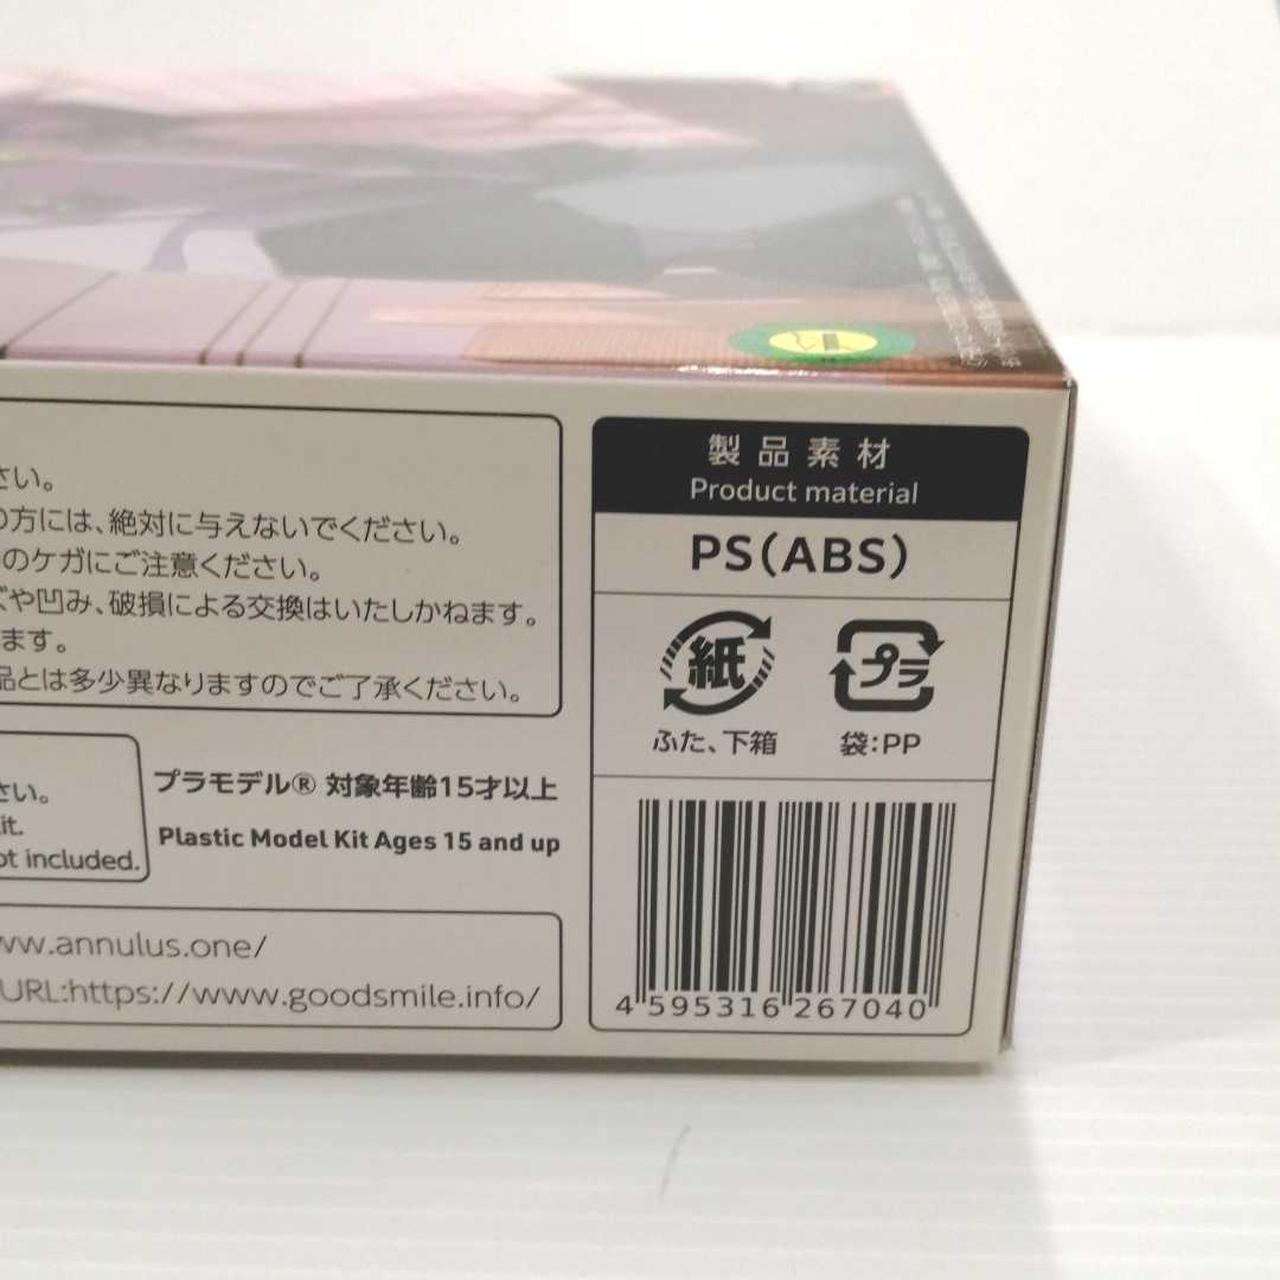 さい。
の方には、絶対に与えないでください。
のケガにご注意ください。
ズや凹み、破損による交換はいたしかねます。
ます。
品とは多少異なりますのでご了承ください。
さい。
it.
ot included.
プラモデル® 対象年齢15才以上
Plastic Model Kit Ages 15 and up
ww.annulus.one/
URL:https://www.goodsmile.info/
製品素材
Product material
PS(ABS)
紙
プラ
ふた、下箱
袋:PP
4 595316 267040